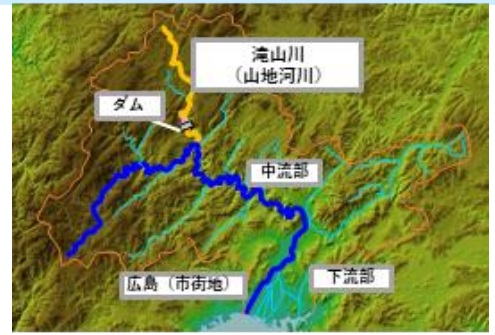 滝山川
（山地河川）
ダム
中流部
広島（市街地）
下流部